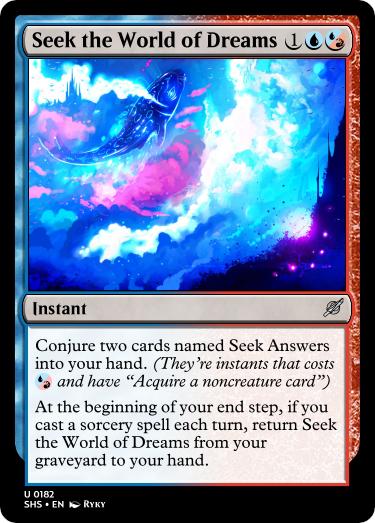 Seek the World of Dreams 1
Instant
Conjure two cards named Seek Answers
into your hand. (They're instants that costs
and have “Acquire a noncreature card”)
At the beginning of your end step, if you
cast a sorcery spell each turn, return Seek
the World of Dreams from your
graveyard to your hand.
U 0182
SHS • EN Ryky